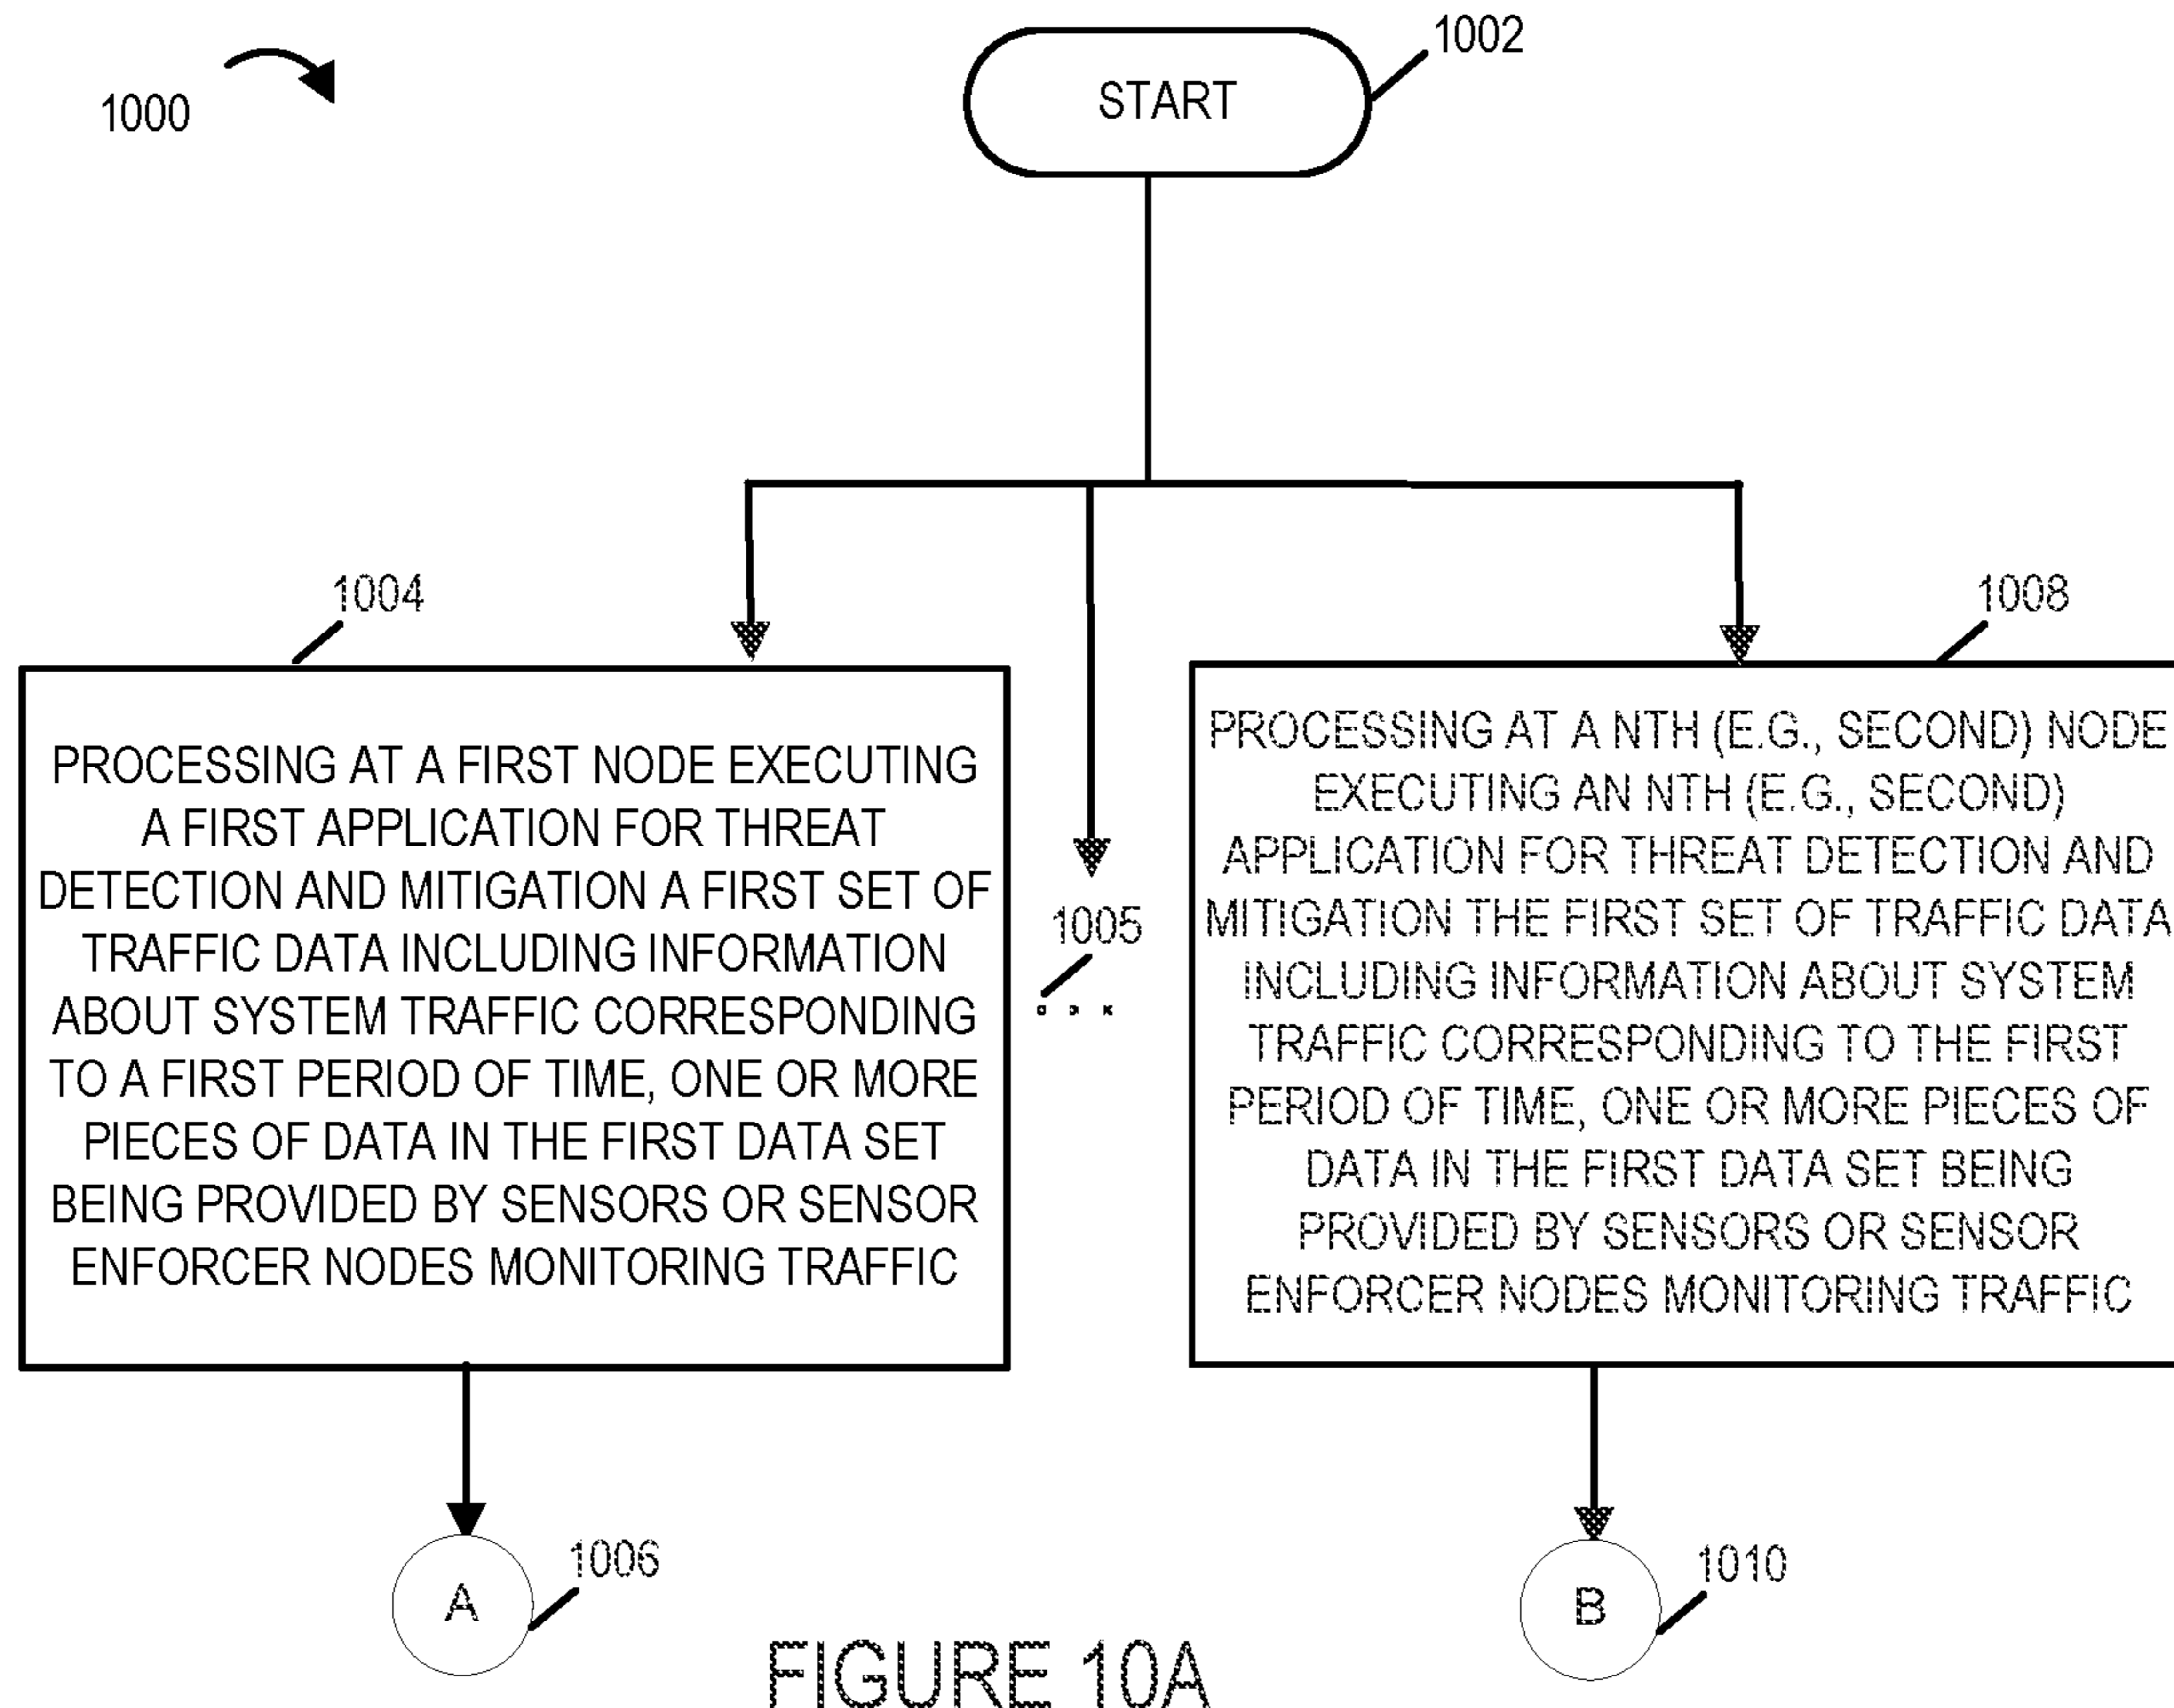 1000
START
1002
1004
PROCESSING AT A FIRST NODE EXECUTING
A FIRST APPLICATION FOR THREAT
DETECTION AND MITIGATION A FIRST SET OF
TRAFFIC DATA INCLUDING INFORMATION
ABOUT SYSTEM TRAFFIC CORRESPONDING
TO A FIRST PERIOD OF TIME, ONE OR MORE
PIECES OF DATA IN THE FIRST DATA SET
BEING PROVIDED BY SENSORS OR SENSOR
ENFORCER NODES MONITORING TRAFFIC
1005
. . .
1008
PROCESSING AT A NTH (E.G., SECOND) NODE
EXECUTING AN NTH (E.G., SECOND)
APPLICATION FOR THREAT DETECTION AND
MITIGATION THE FIRST SET OF TRAFFIC DATA
INCLUDING INFORMATION ABOUT SYSTEM
TRAFFIC CORRESPONDING TO THE FIRST
PERIOD OF TIME, ONE OR MORE PIECES OF
DATA IN THE FIRST DATA SET BEING
PROVIDED BY SENSORS OR SENSOR
ENFORCER NODES MONITORING TRAFFIC
A
1006
B
1010
FIGURE 10A